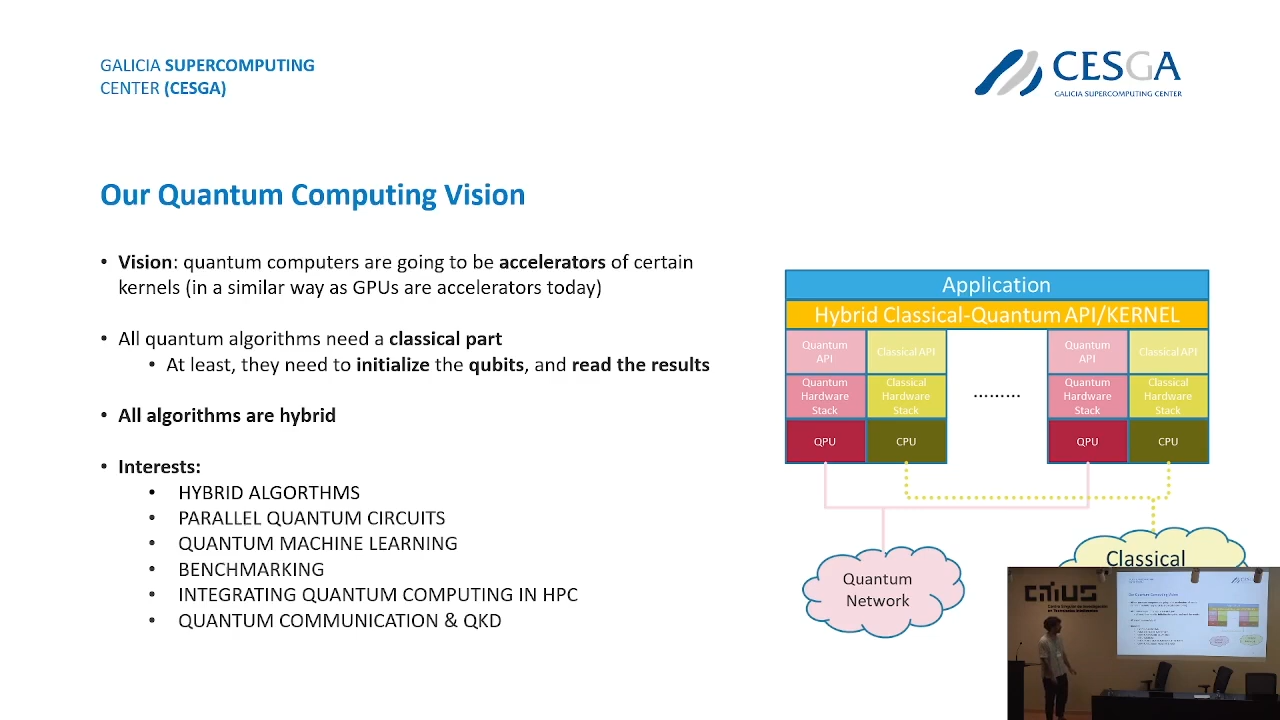 GALICIA SUPERCOMPUTING
CENTER (CESGA)
CESGA
GALICIA SUPERCOMPUTING CENTER
Our Quantum Computing Vision
• Vision: quantum computers are going to be accelerators of certain
kernels (in a similar way as GPUs are accelerators today)
• All quantum algorithms need a classical part
• At least, they need to initialize the qubits, and read the results
• All algorithms are hybrid
• Interests:
• HYBRID ALGORTHMS
• PARALLEL QUANTUM CIRCUITS
• QUANTUM MACHINE LEARNING
• BENCHMARKING
• INTEGRATING QUANTUM COMPUTING IN HPC
• QUANTUM COMMUNICATION & QKD
Application
Hybrid Classical-Quantum API/KERNEL
Quantum
API
Classical API
Quantum
Hardware
Stack
Classical
Hardware
Stack
QPU
CPU
.........
Quantum
API
Classical API
Quantum
Hardware
Stack
Classical
Hardware
Stack
QPU
CPU
Quantum
Network
Classical
CiTIUS